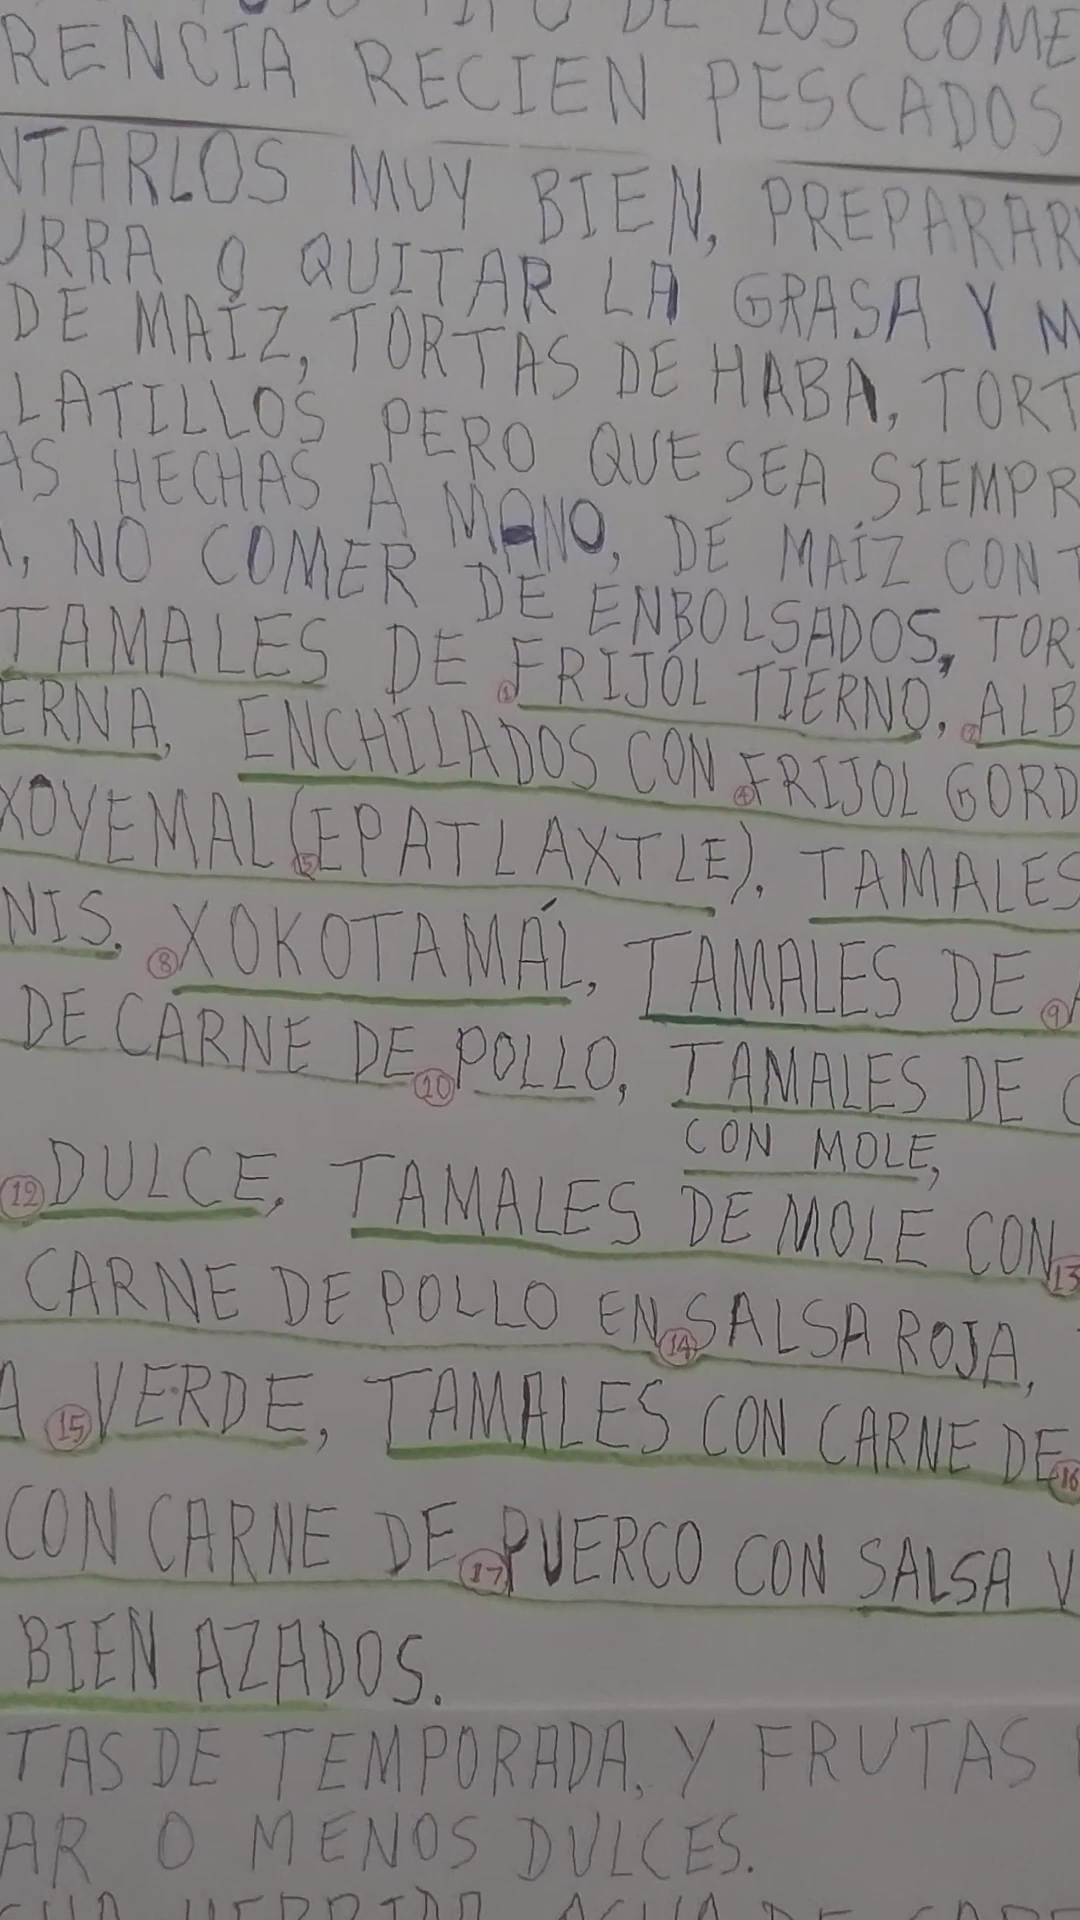 DE LOS COME
RENCIA RECIEN PESCADOS
NTARLOS MUY BIEN, PREPARAR
URRA O QUITAR LA GRASA Y M
DE MAÍZ, TORTAS DE HABA, TORT
LATILLOS PERO QUE SEA SIEMPR
AS HECHAS A MANO, DE MAÍZ CON T
, NO COMER DE ENBOLSADOS, TOR
TAMALES DE 1 FRIJÓL TIERNO, 2 ALB
ERNA, ENCHILADOS CON 4 FRIJOL GORD
XOYEMAL (5 EPATLAXTLE), TAMALES
NIS, 8 XOKOTAMÁL, TAMALES DE 9 A
DE CARNE DE 10 POLLO, TAMALES DE C
CON MOLE,
12 DULCE, TAMALES DE MOLE CON 13
CARNE DE POLLO EN 14 SALSA ROJA,
A 15 VERDE, TAMALES CON CARNE DE 16
CON CARNE DE 17 PUERCO CON SALSA V
BIEN AZADOS.
TAS DE TEMPORADA, Y FRUTAS
AR O MENOS DULCES.